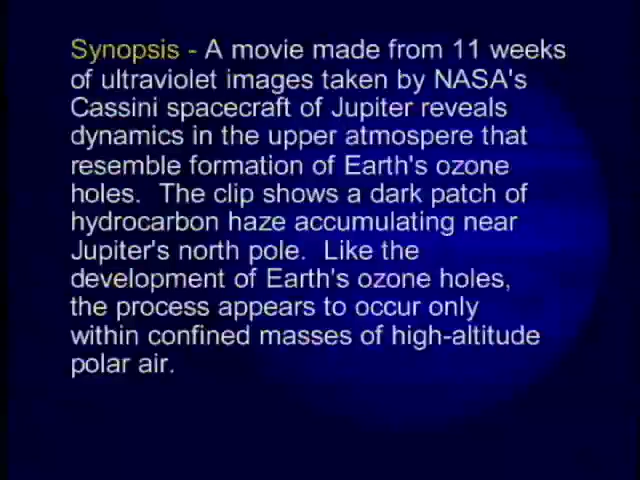 Synopsis - A movie made from 11 weeks
of ultraviolet images taken by NASA's
Cassini spacecraft of Jupiter reveals
dynamics in the upper atmospere that
resemble formation of Earth's ozone
holes. The clip shows a dark patch of
hydrocarbon haze accumulating near
Jupiter's north pole. Like the
development of Earth's ozone holes,
the process appears to occur only
within confined masses of high-altitude
polar air.